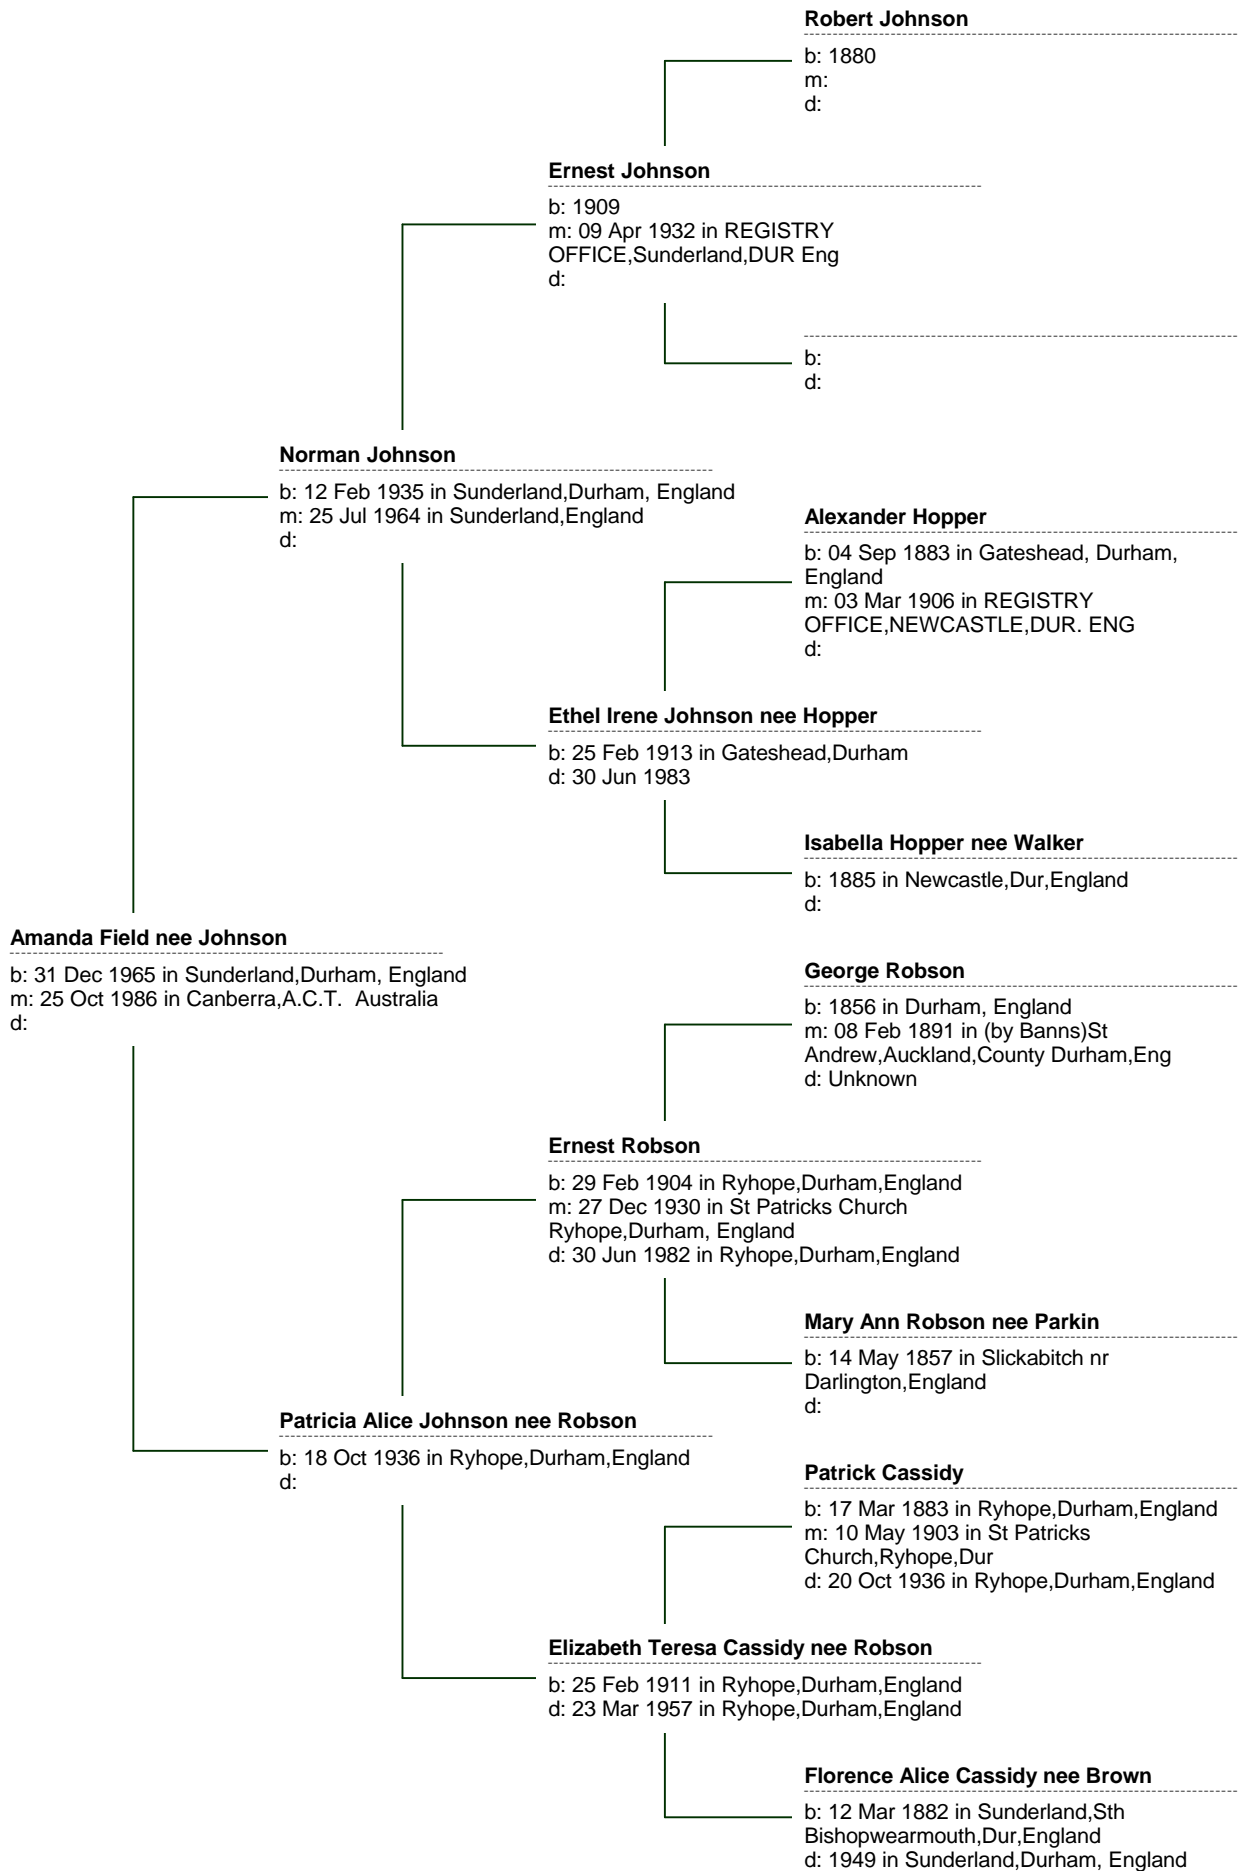 Robert Johnson
b: 1880
m:
d:
Ernest Johnson
b: 1909
m: 09 Apr 1932 in REGISTRY
OFFICE,Sunderland,DUR Eng
d:
b:
d:
Norman Johnson
b: 12 Feb 1935 in Sunderland,Durham, England
m: 25 Jul 1964 in Sunderland,England
d:
Alexander Hopper
b: 04 Sep 1883 in Gateshead, Durham,
England
m: 03 Mar 1906 in REGISTRY
OFFICE,NEWCASTLE,DUR. ENG
d:
Ethel Irene Johnson nee Hopper
b: 25 Feb 1913 in Gateshead,Durham
d: 30 Jun 1983
Isabella Hopper nee Walker
b: 1885 in Newcastle,Dur,England
d:
Amanda Field nee Johnson
b: 31 Dec 1965 in Sunderland,Durham, England
m: 25 Oct 1986 in Canberra,A.C.T.  Australia
d:
George Robson
b: 1856 in Durham, England
m: 08 Feb 1891 in (by Banns)St
Andrew,Auckland,County Durham,Eng
d: Unknown
Ernest Robson
b: 29 Feb 1904 in Ryhope,Durham,England
m: 27 Dec 1930 in St Patricks Church
Ryhope,Durham, England
d: 30 Jun 1982 in Ryhope,Durham,England
Mary Ann Robson nee Parkin
b: 14 May 1857 in Slickabitch nr
Darlington,England
d:
Patricia Alice Johnson nee Robson
b: 18 Oct 1936 in Ryhope,Durham,England
d:
Patrick Cassidy
b: 17 Mar 1883 in Ryhope,Durham,England
m: 10 May 1903 in St Patricks
Church,Ryhope,Dur
d: 20 Oct 1936 in Ryhope,Durham,England
Elizabeth Teresa Cassidy nee Robson
b: 25 Feb 1911 in Ryhope,Durham,England
d: 23 Mar 1957 in Ryhope,Durham,England
Florence Alice Cassidy nee Brown
b: 12 Mar 1882 in Sunderland,Sth
Bishopwearmouth,Dur,England
d: 1949 in Sunderland,Durham, England